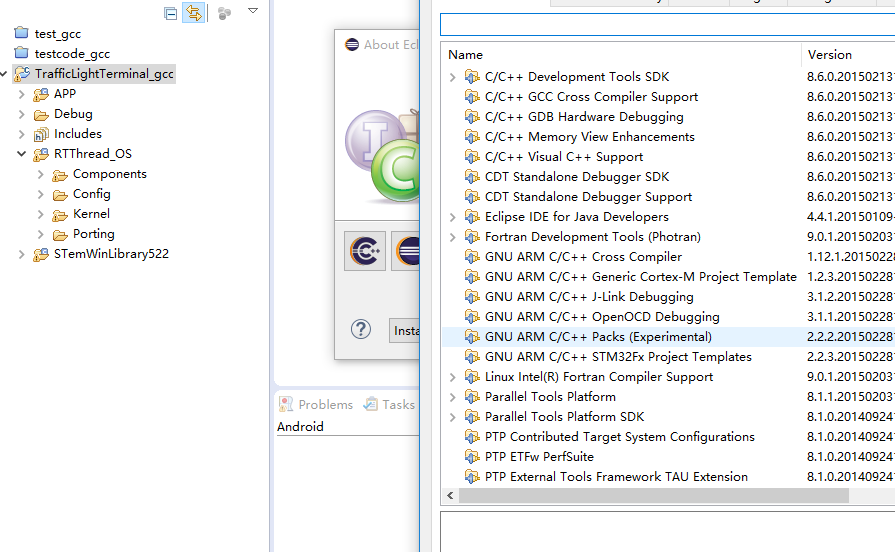 test_gcc
testcode_gcc
TrafficLightTerminal_gcc
APP
Debug
Includes
RTThread_OS
Components
Config
Kernel
Porting
STemWinLibrary522
About Ecl
Insta
Problems
Tasks
Android
Name Version
C/C++ Development Tools SDK 8.6.0.20150213
C/C++ GCC Cross Compiler Support 8.6.0.20150213
C/C++ GDB Hardware Debugging 8.6.0.20150213
C/C++ Memory View Enhancements 8.6.0.20150213
C/C++ Visual C++ Support 8.6.0.20150213
CDT Standalone Debugger SDK 8.6.0.20150213
CDT Standalone Debugger Support 8.6.0.20150213
Eclipse IDE for Java Developers 4.4.1.20150109-
Fortran Development Tools (Photran) 9.0.1.20150203
GNU ARM C/C++ Cross Compiler 1.12.1.2015022
GNU ARM C/C++ Generic Cortex-M Project Template 1.2.3.20150228
GNU ARM C/C++ J-Link Debugging 3.1.2.20150228
GNU ARM C/C++ OpenOCD Debugging 3.1.1.20150228
GNU ARM C/C++ Packs (Experimental) 2.2.2.20150228
GNU ARM C/C++ STM32Fx Project Templates 2.2.3.20150228
Linux Intel(R) Fortran Compiler Support 9.0.1.20150203
Parallel Tools Platform 8.1.1.20150203
Parallel Tools Platform SDK 8.1.0.20140924
PTP Contributed Target System Configurations 8.1.0.20140924
PTP ETFw PerfSuite 8.1.0.20140924
PTP External Tools Framework TAU Extension 8.1.0.20140924